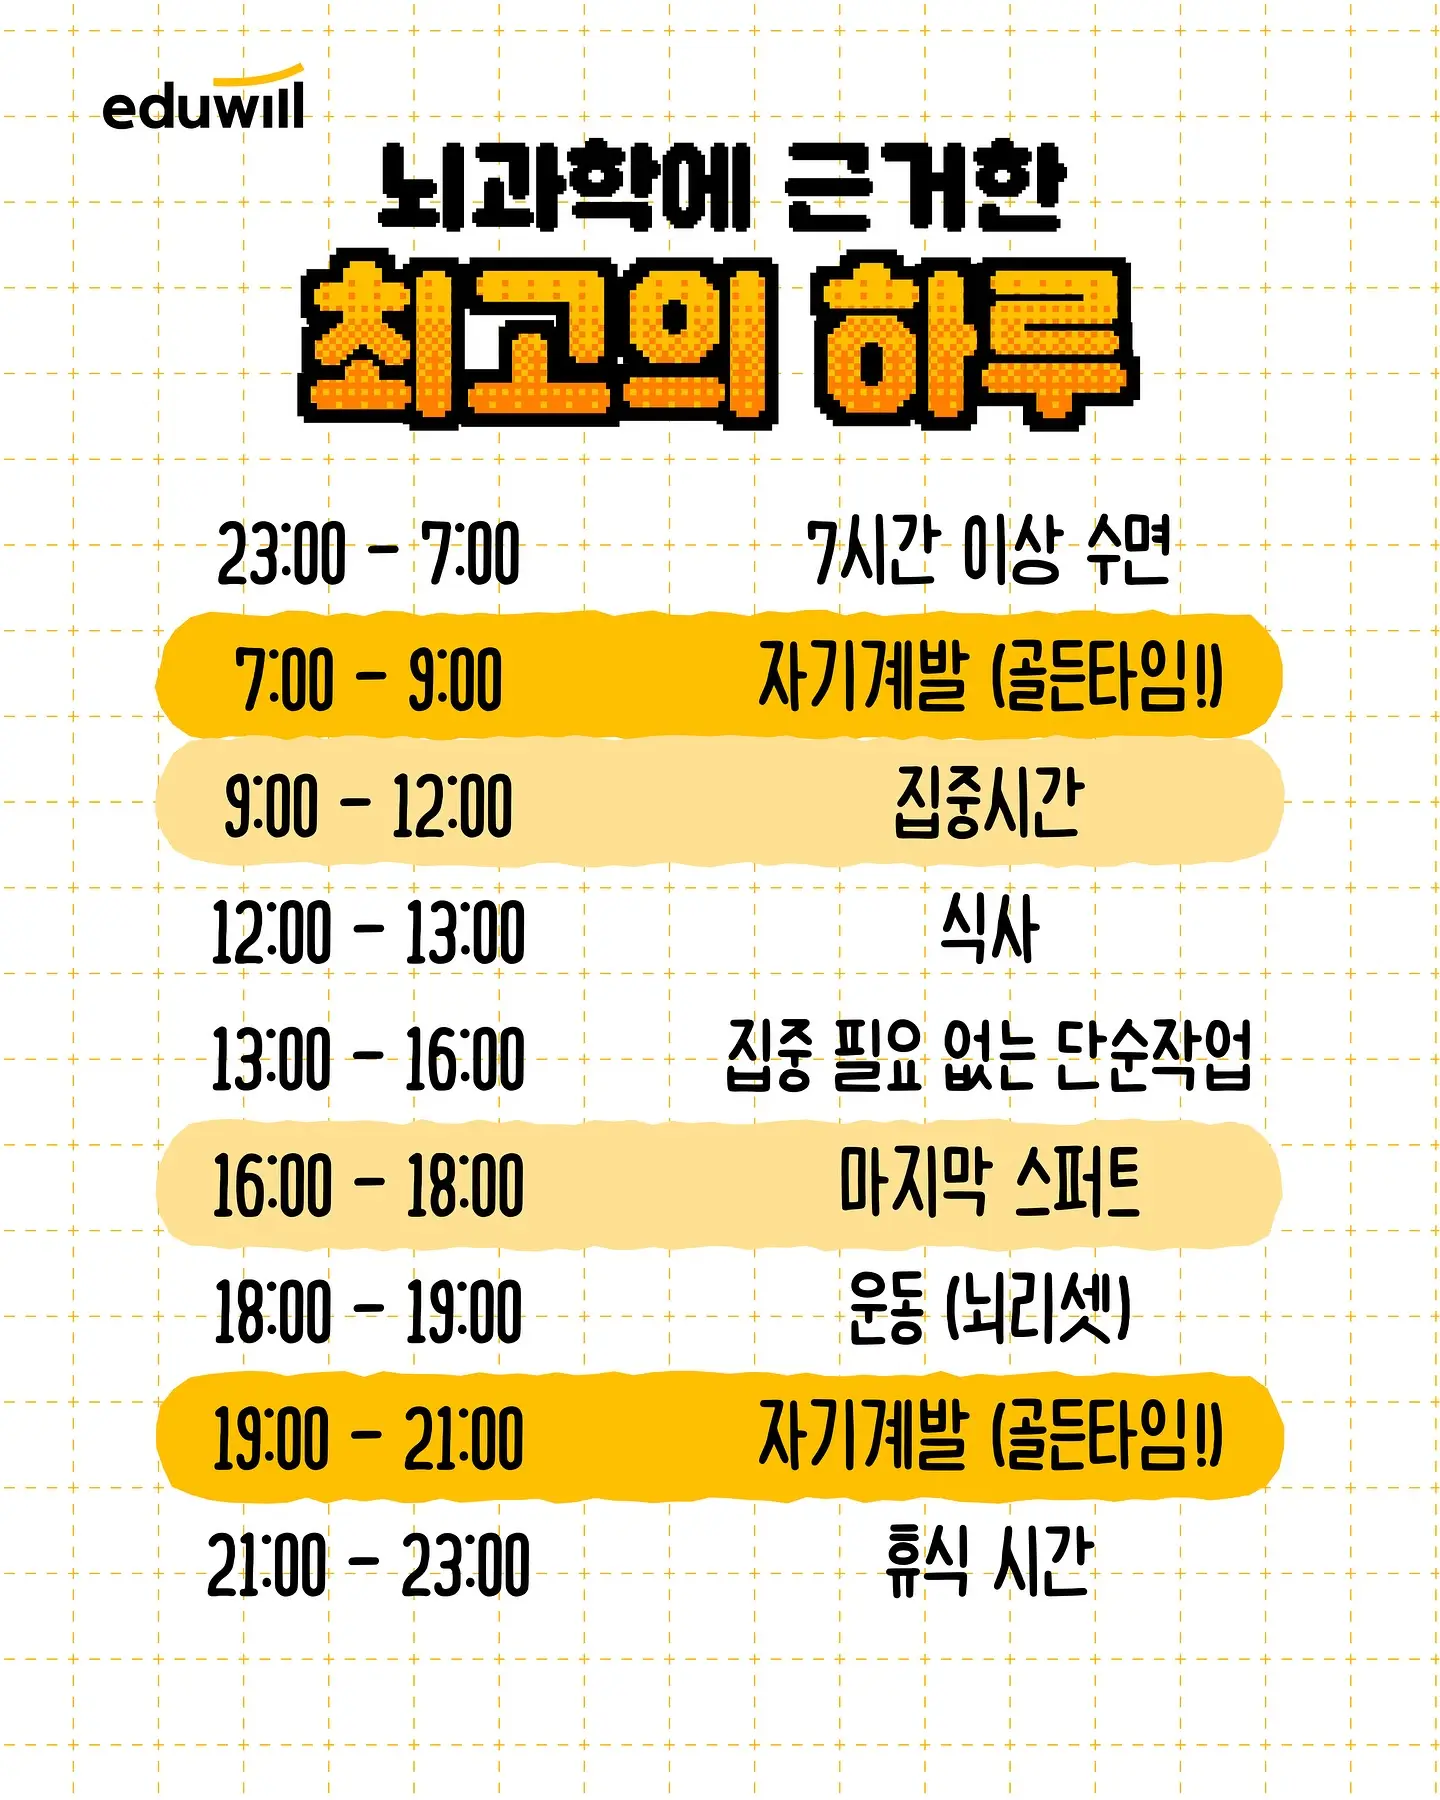 eduwill
뇌과학에 근거한
최고의 하루
23:00 - 7:00 7시간 이상 수면
7:00 - 9:00 자기계발 (골든타임!)
9:00 - 12:00 집중시간
12:00 - 13:00 식사
13:00 - 16:00 집중 필요 없는 단순작업
16:00 - 18:00 마지막 스퍼트
18:00 - 19:00 운동 (뇌리셋)
19:00 - 21:00 자기계발 (골든타임!)
21:00 - 23:00 휴식 시간